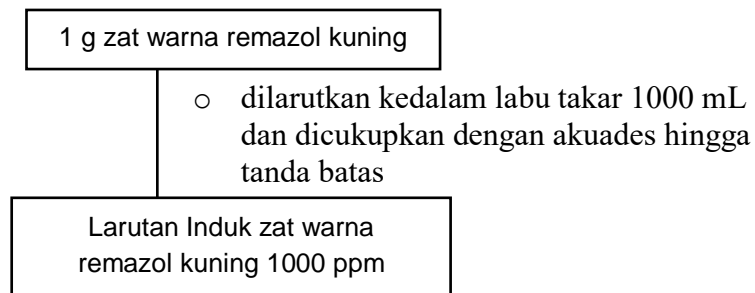 1 g zat warna remazol kuning
o dilarutkan kedalam labu takar 1000 mL
dan dicukupkan dengan akuades hingga
tanda batas
Larutan Induk zat warna
remazol kuning 1000 ppm